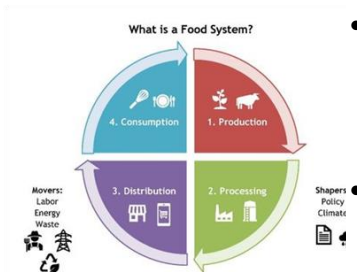 What is a Food System?
4. Consumption
1. Production
3. Distribution
2. Processing
Movers:
Labor
Energy
Waste
Shapers
Policy
Climate